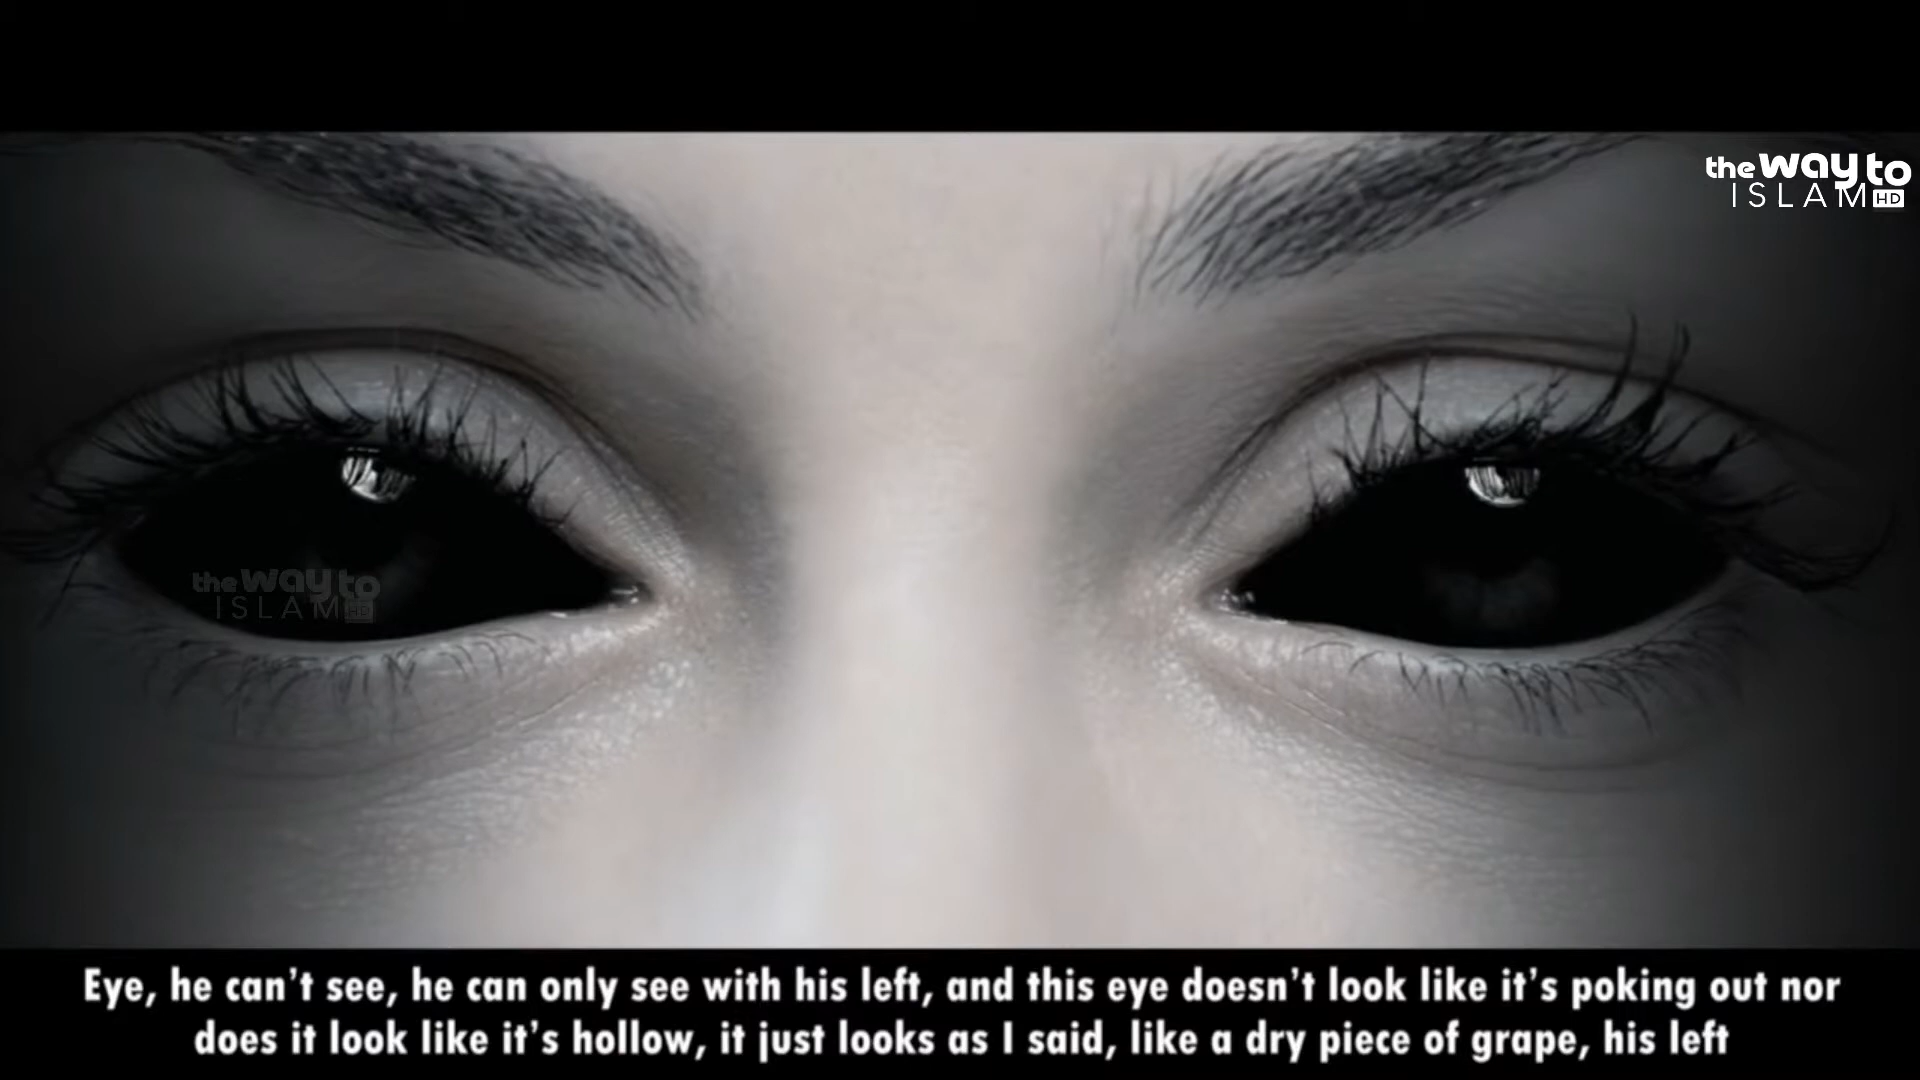 the way to
ISLAM HD
the way to
ISLAM HD
Eye, he can't see, he can only see with his left, and this eye doesn't look like it's poking out nor
does it look like it's hollow, it just looks as I said, like a dry piece of grape, his left